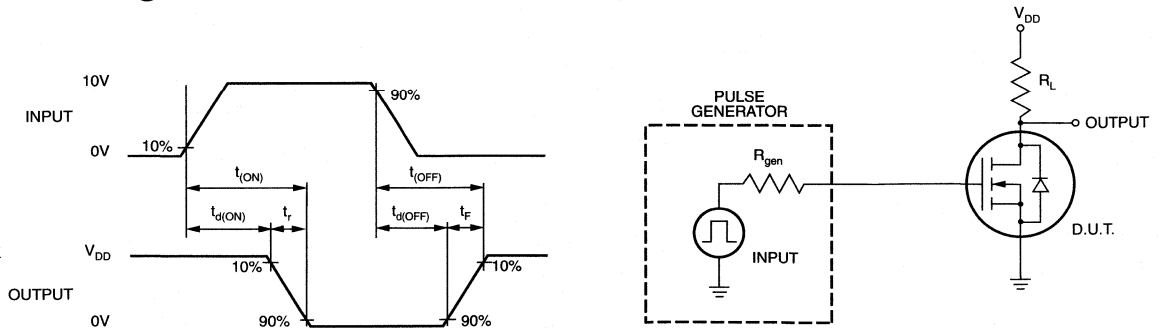 10V
INPUT
0V
10%
90%
t(ON)
t(OFF)
td(ON)
tr
td(OFF)
tF
VDD
OUTPUT
0V
10%
90%
90%
10%
PULSE
GENERATOR
Rgen
INPUT
VDD
RL
OUTPUT
D.U.T.